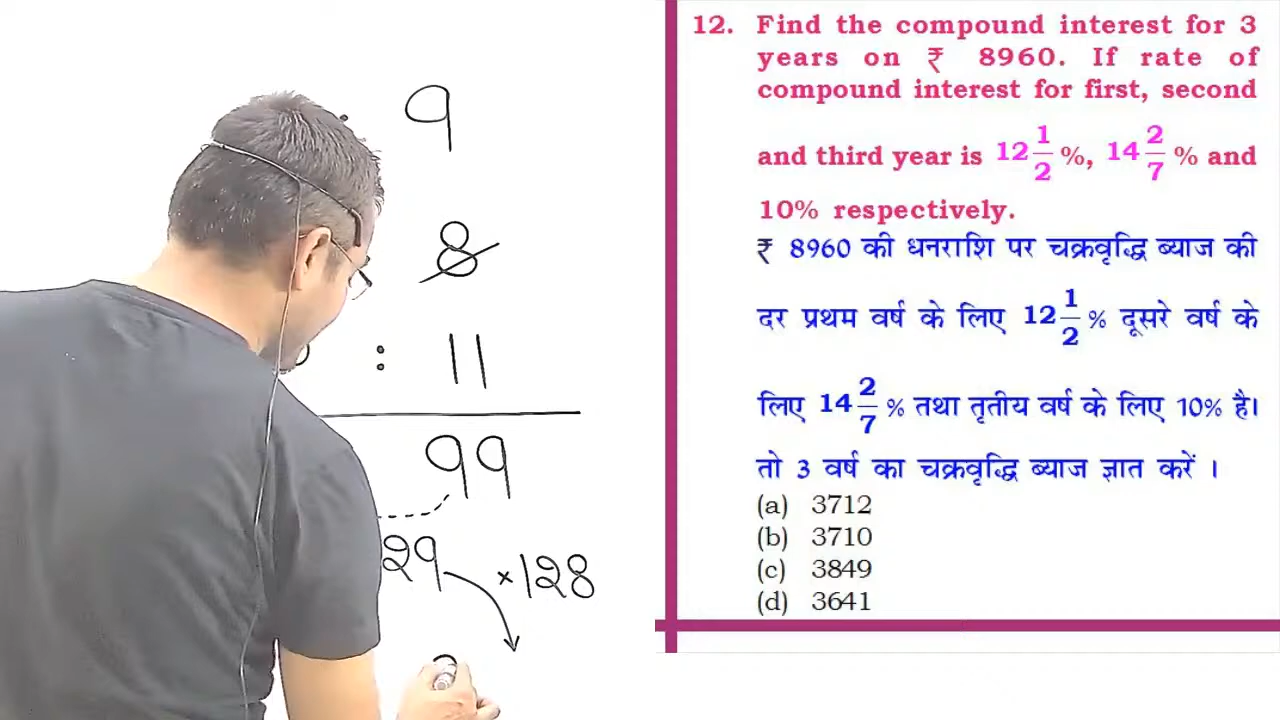 9
8
: 11
99
29 × 128
12. Find the compound interest for 3
years on ₹ 8960. If rate of
compound interest for first, second
and third year is 12 1/2 %, 14 2/7 % and
10% respectively.
₹ 8960 की धनराशि पर चक्रवृद्धि ब्याज की
दर प्रथम वर्ष के लिए 12 1/2 % दूसरे वर्ष के
लिए 14 2/7 % तथा तृतीय वर्ष के लिए 10% है।
तो 3 वर्ष का चक्रवृद्धि ब्याज ज्ञात करें ।
(a) 3712
(b) 3710
(c) 3849
(d) 3641